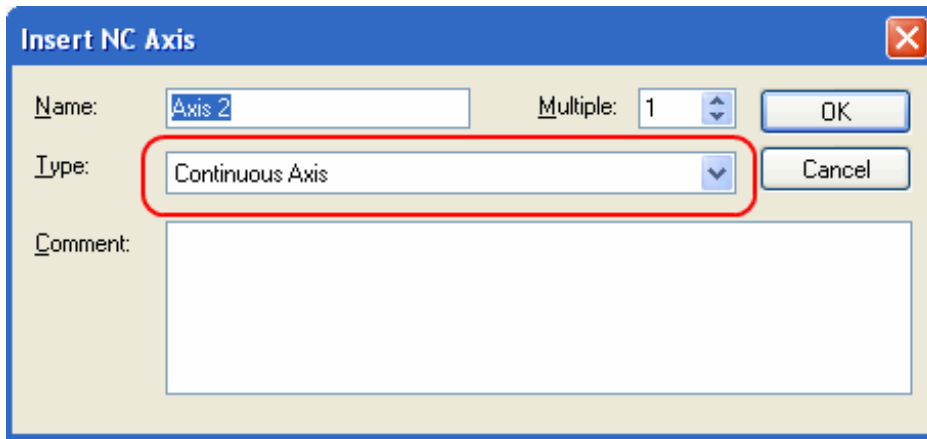 Insert NC Axis
Name: Axis 2 Multiple: 1 OK
Type: Continuous Axis Cancel
Comment: